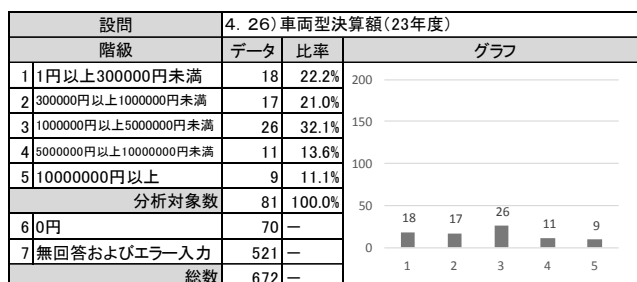 設問 4．26）車両型決算額（23年度）
階級 データ 比率 グラフ
1 1円以上300000円未満 18 22.2%
2 300000円以上1000000円未満 17 21.0%
3 1000000円以上5000000円未満 26 32.1%
4 5000000円以上10000000円未満 11 13.6%
5 10000000円以上 9 11.1%
分析対象数 81 100.0%
6 0円 70 －
7 無回答およびエラー入力 521 －
総数 672 －
200
150
100
50
0
18 17 26 11 9
1 2 3 4 5